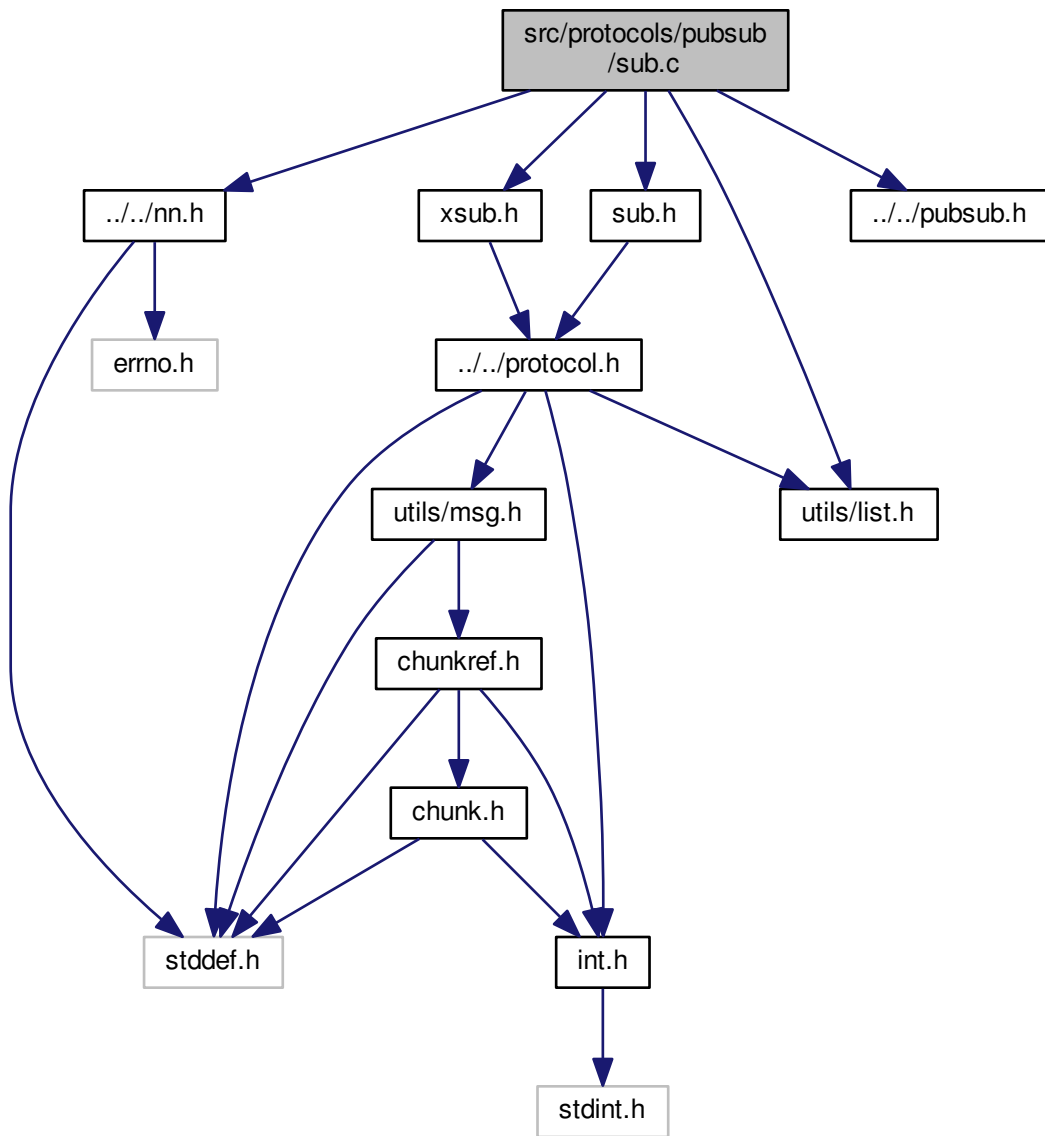 src/protocols/pubsub
/sub.c
../../nn.h
xsub.h
sub.h
../../pubsub.h
errno.h
../../protocol.h
utils/msg.h
utils/list.h
chunkref.h
chunk.h
stddef.h
int.h
stdint.h